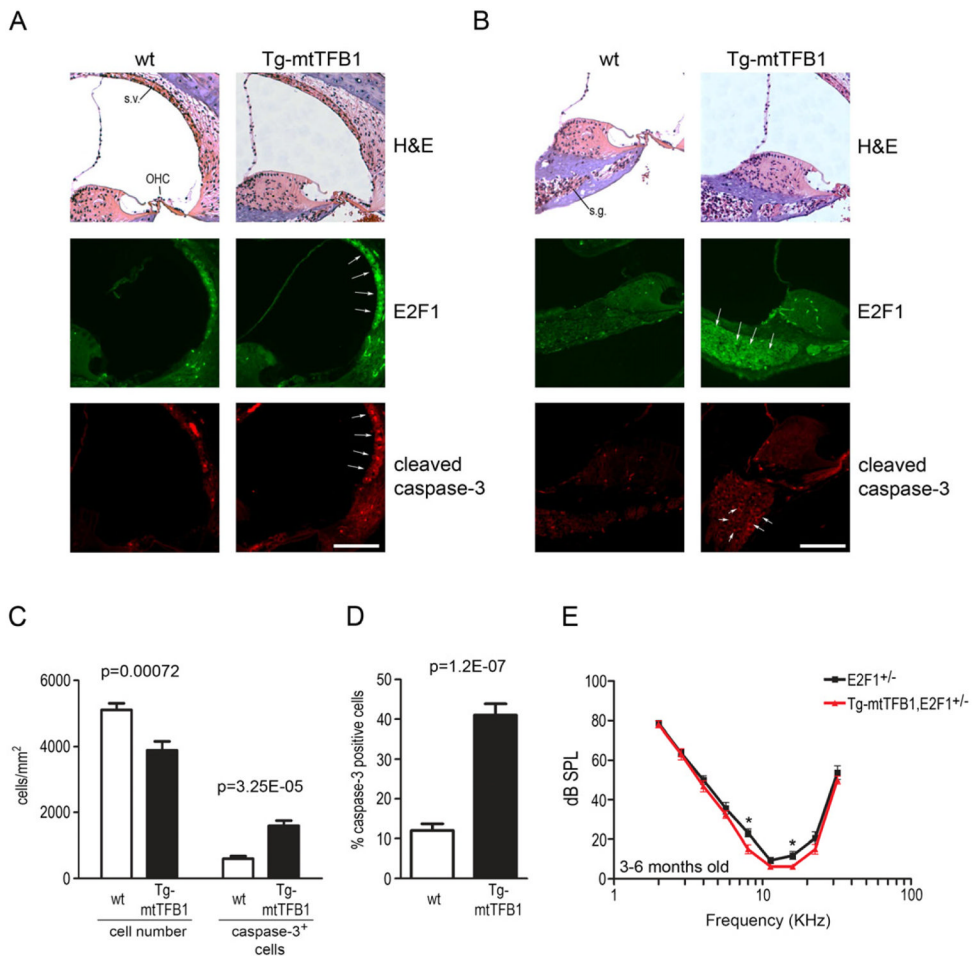 A
wt
Tg-mtTFB1
s.v.
OHC
H&E
E2F1
cleaved
caspase-3
B
wt
Tg-mtTFB1
s.g.
H&E
E2F1
cleaved
caspase-3
C
p=0.00072
p=3.25E-05
cells/mm²
6000
4000
2000
0
wt
Tg-
mtTFB1
wt
Tg-
mtTFB1
cell number
caspase-3⁺
cells
D
p=1.2E-07
% caspase-3 positive cells
50
40
30
20
10
0
wt
Tg-
mtTFB1
E
E2F1⁺/⁻
Tg-mtTFB1,E2F1⁺/⁻
dB SPL
100
80
60
40
20
0
* *
3-6 months old
1 10 100
Frequency (KHz)